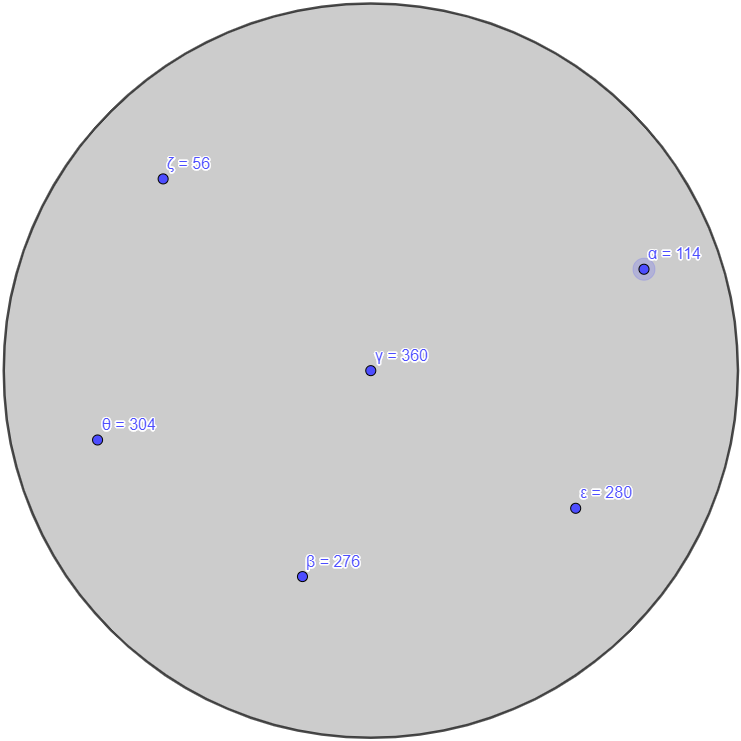 ζ = 56
α = 114
γ = 360
θ = 304
ε = 280
β = 276